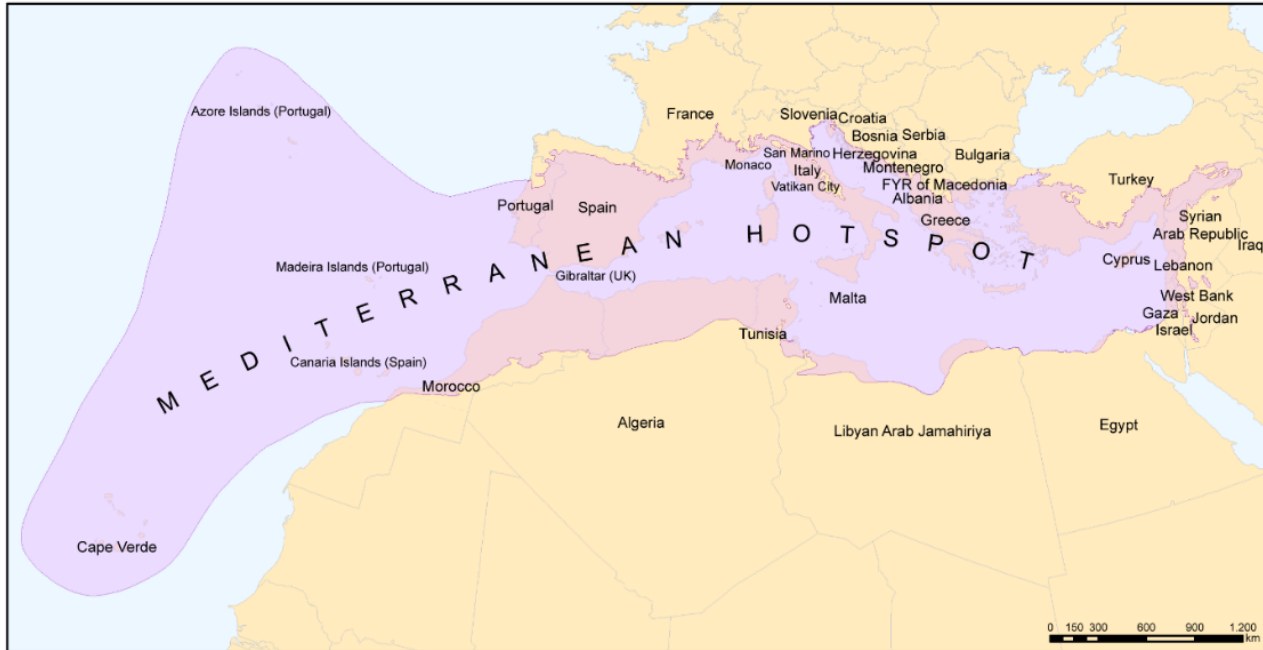 Azore Islands (Portugal)
France
Slovenia
Croatia
Bosnia
Serbia
San Marino
Herzegovina
Bulgaria
Monaco
Italy
Montenegro
Vatikan City
FYR of Macedonia
Turkey
Albania
Portugal
Spain
Greece
Syrian
Arab Republic
Iraq
MEDITERRANEAN HOTSPOT
Cyprus
Lebanon
Madeira Islands (Portugal)
Gibraltar (UK)
Malta
West Bank
Gaza
Jordan
Israel
Tunisia
Canaria Islands (Spain)
Morocco
Algeria
Libyan Arab Jamahiriya
Egypt
Cape Verde
0 150 300 600 900 1.200
km